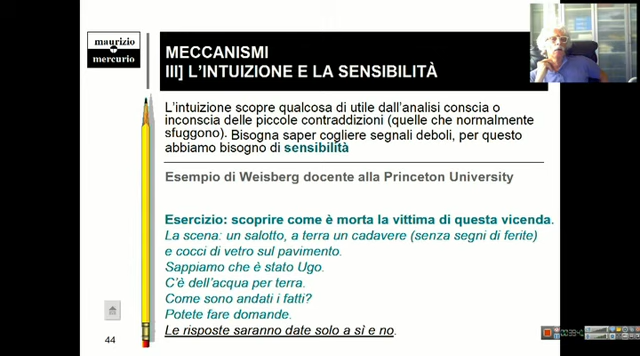 maurizio
mercurio
MECCANISMI
III] L'INTUIZIONE E LA SENSIBILITÀ
L'intuizione scopre qualcosa di utile dall'analisi conscia o
inconscia delle piccole contraddizioni (quelle che normalmente
sfuggono). Bisogna saper cogliere segnali deboli, per questo
abbiamo bisogno di sensibilità
Esempio di Weisberg docente alla Princeton University
Esercizio: scoprire come è morta la vittima di questa vicenda.
La scena: un salotto, a terra un cadavere (senza segni di ferite)
e cocci di vetro sul pavimento.
Sappiamo che è stato Ugo.
C'è dell'acqua per terra.
Come sono andati i fatti?
Potete fare domande.
Le risposte saranno date solo a sì e no.
44